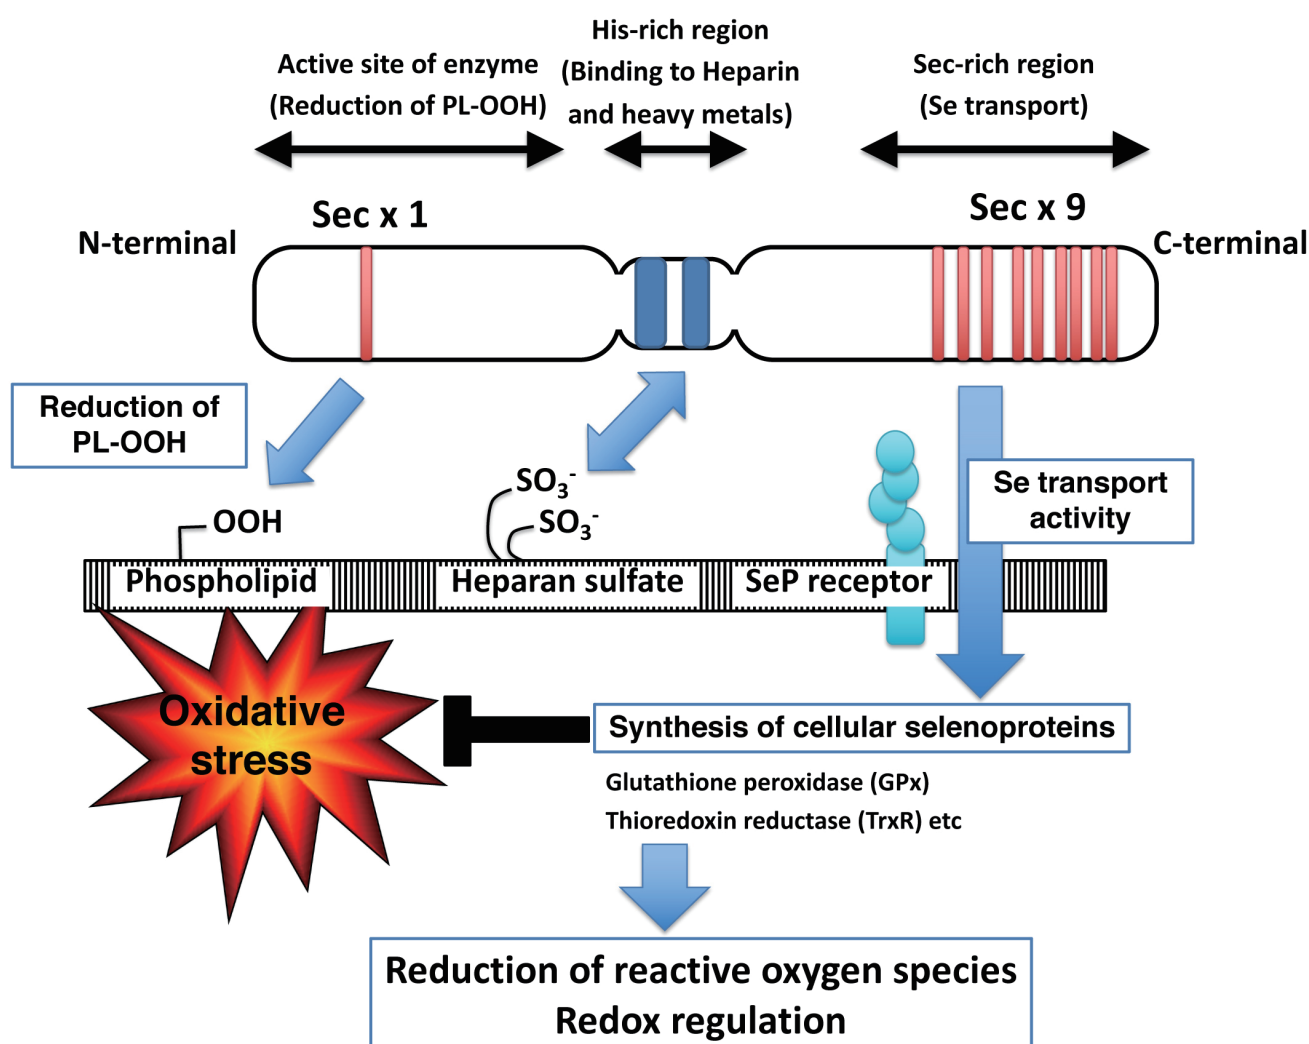 His-rich region
(Binding to Heparin
and heavy metals)
Active site of enzyme
(Reduction of PL-OOH)
Sec-rich region
(Se transport)
Sec x 1
Sec x 9
N-terminal
C-terminal
Reduction of
PL-OOH
OOH
SO₃⁻
SO₃⁻
Se transport
activity
Phospholipid
Heparan sulfate
SeP receptor
Oxidative
stress
Synthesis of cellular selenoproteins
Glutathione peroxidase (GPx)
Thioredoxin reductase (TrxR) etc
Reduction of reactive oxygen species
Redox regulation